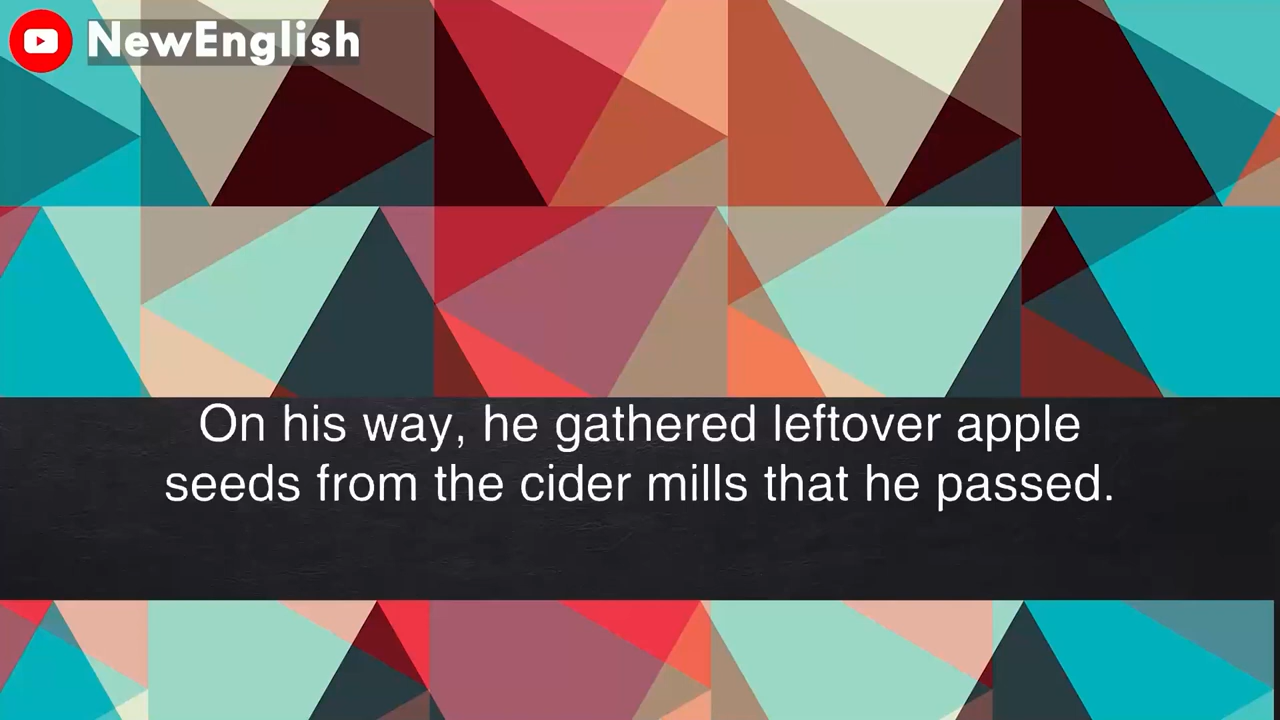 NewEnglish
On his way, he gathered leftover apple
seeds from the cider mills that he passed.